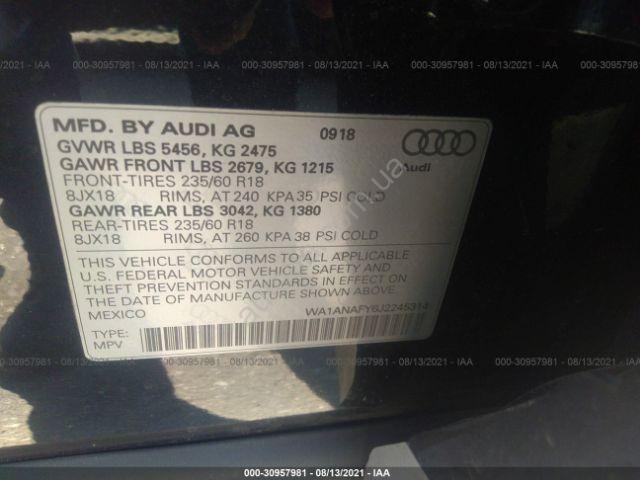 000-30957981 - 08/13/2021 - IAA
MFD. BY AUDI AG 0918
GVWR LBS 5456, KG 2475
GAWR FRONT LBS 2679, KG 1215
Audi
FRONT-TIRES 235/60 R18
8JX18 RIMS, AT 240 KPA 35 PSI COLD
GAWR REAR LBS 3042, KG 1380
REAR-TIRES 235/60 R18
8JX18 RIMS, AT 260 KPA 38 PSI COLD
THIS VEHICLE CONFORMS TO ALL APPLICABLE
U.S. FEDERAL MOTOR VEHICLE SAFETY AND
THEFT PREVENTION STANDARDS IN EFFECT ON
THE DATE OF MANUFACTURE SHOWN ABOVE.
MEXICO WA1ANAFY6J2245314
TYPE:
MPV
000-30957981 - 08/13/2021 - IAA